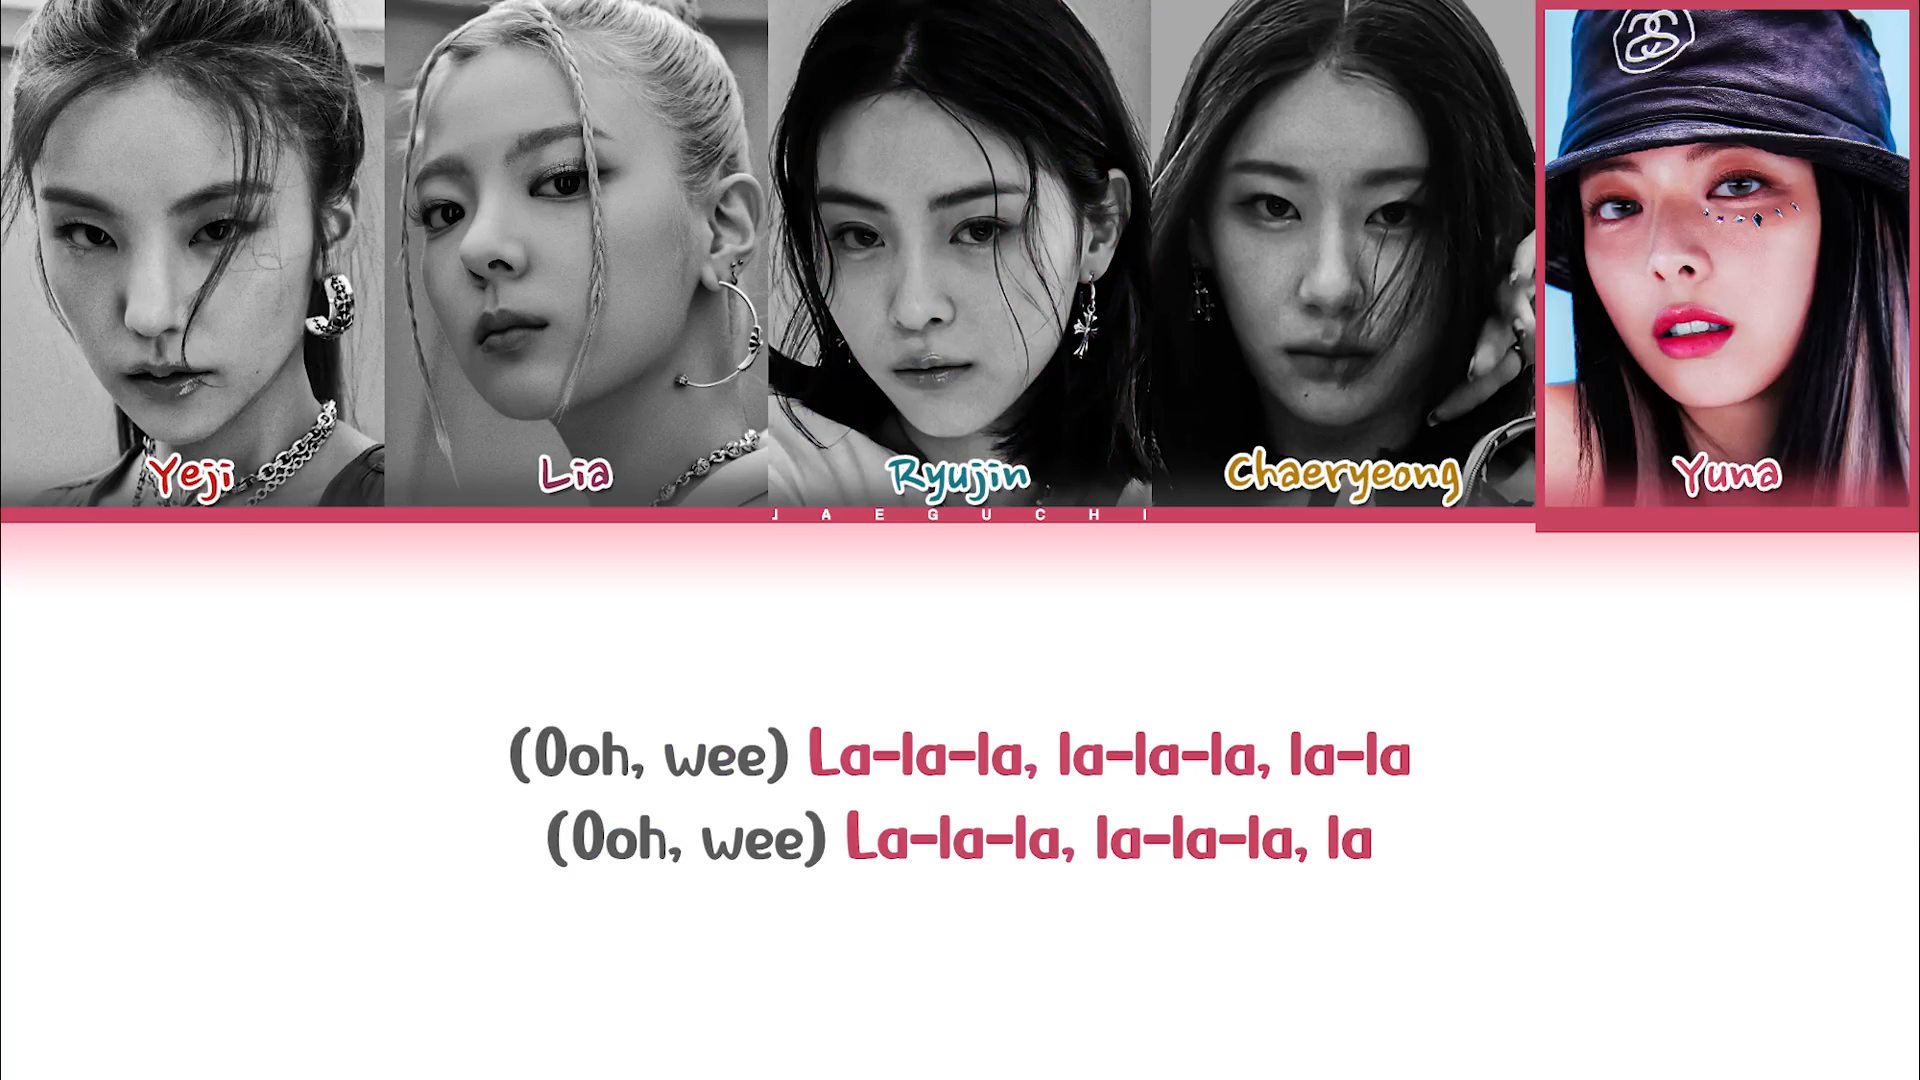 Yeji
Lia
Ryujin
Chaeryeong
Yuna
JAEGUCHI
(Ooh, wee) La-la-la, la-la-la, la-la
(Ooh, wee) La-la-la, la-la-la, la